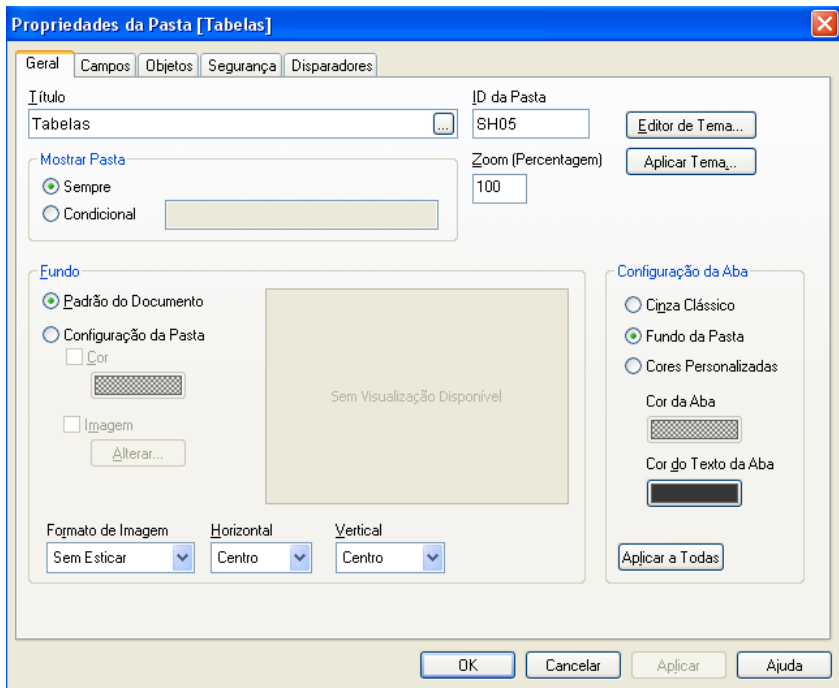 Propriedades da Pasta [Tabelas]
Geral Campos Objetos Segurança Disparadores
Título
Tabelas ...
ID da Pasta
SH05
Editor de Tema...
Mostrar Pasta
Sempre
Condicional
Zoom (Percentagem)
100
Aplicar Tema...
Fundo
Padrão do Documento
Configuração da Pasta
Cor
Imagem
Alterar...
Sem Visualização Disponível
Formato de Imagem
Sem Esticar
Horizontal
Centro
Vertical
Centro
Configuração da Aba
Cinza Clássico
Fundo da Pasta
Cores Personalizadas
Cor da Aba
Cor do Texto da Aba
Aplicar a Todas
OK Cancelar Aplicar Ajuda